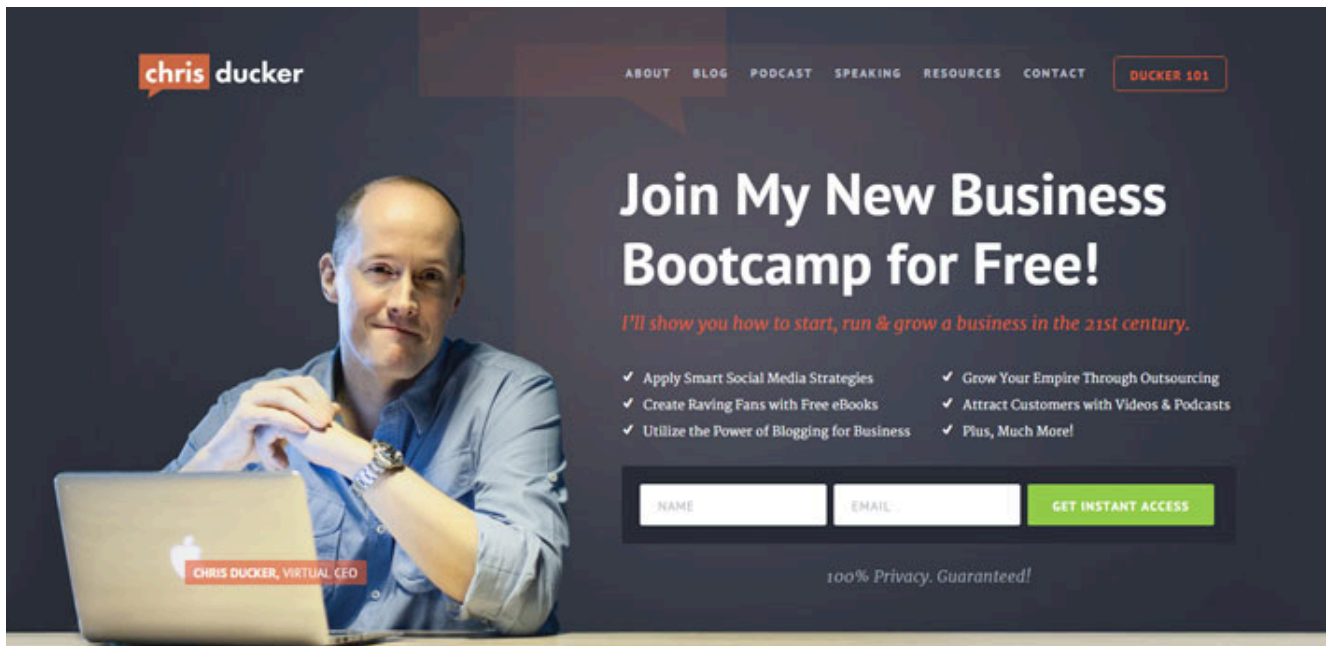 chris ducker
ABOUT BLOG PODCAST SPEAKING RESOURCES CONTACT DUCKER 101
Join My New Business
Bootcamp for Free!
I'll show you how to start, run & grow a business in the 21st century.
Apply Smart Social Media Strategies
Create Raving Fans with Free eBooks
Utilize the Power of Blogging for Business
Grow Your Empire Through Outsourcing
Attract Customers with Videos & Podcasts
Plus, Much More!
NAME EMAIL GET INSTANT ACCESS
CHRIS DUCKER, VIRTUAL CEO
100% Privacy. Guaranteed!